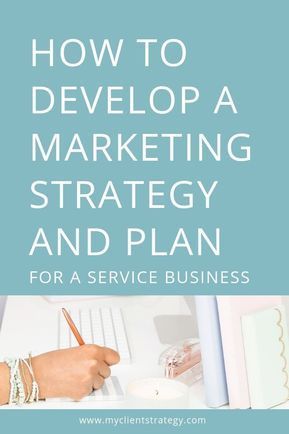 HOW TO
DEVELOP A
MARKETING
STRATEGY
AND PLAN
FOR A SERVICE BUSINESS
www.myclientstrategy.com